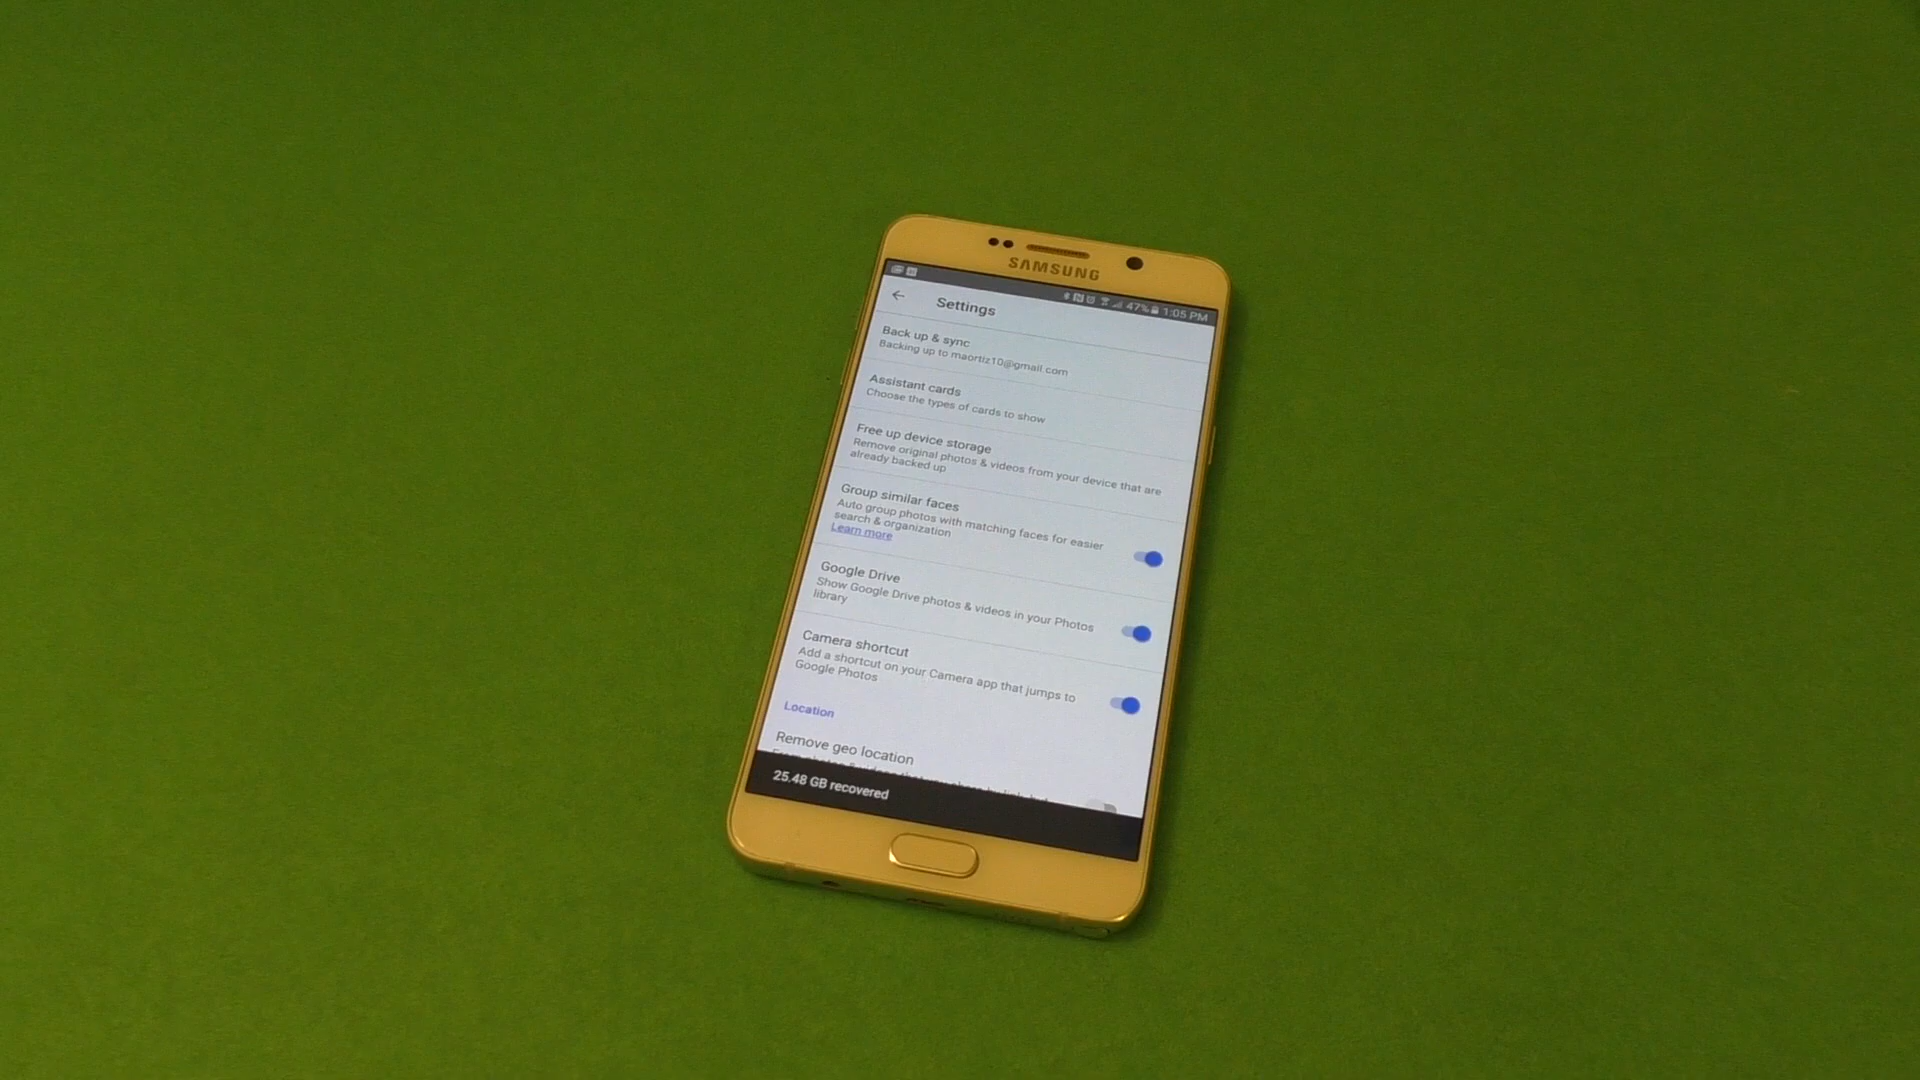 SAMSUNG
47% 1:05 PM
Settings
Back up & sync
Backing up to maortiz10@gmail.com
Assistant cards
Choose the types of cards to show
Free up device storage
Remove original photos & videos from your device that are
already backed up
Group similar faces
Auto group photos with matching faces for easier
search & organization
Learn more
Google Drive
Show Google Drive photos & videos in your Photos
library
Camera shortcut
Add a shortcut on your Camera app that jumps to
Google Photos
Location
Remove geo location
25.48 GB recovered